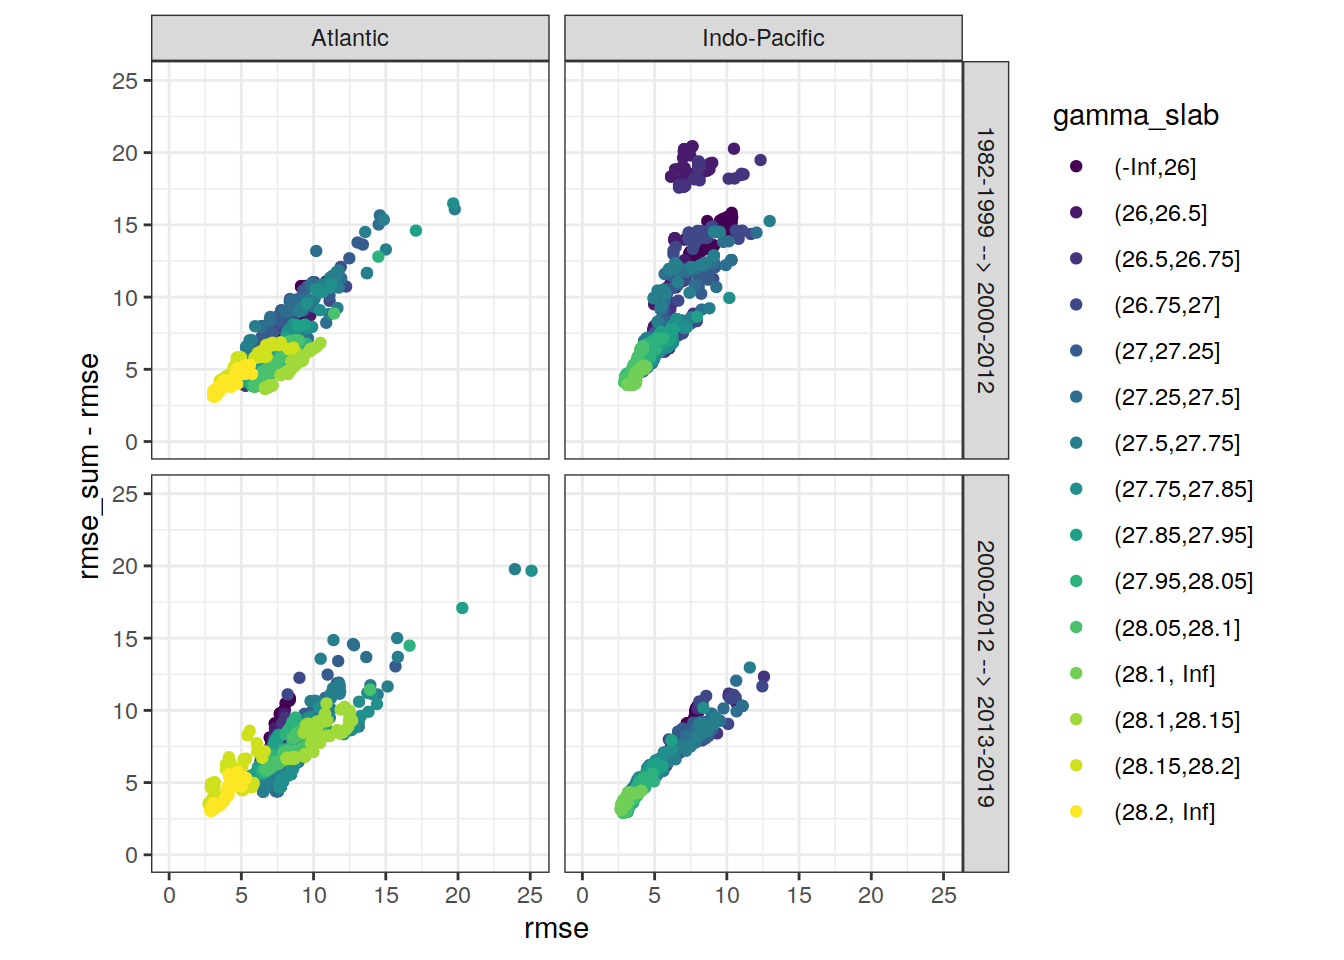 Atlantic
Indo-Pacific
25
20
15
10
5
0
1982-1999 --> 2000-2012
25
20
15
10
5
0
2000-2012 --> 2013-2019
0 5 10 15 20 25
0 5 10 15 20 25
rmse
rmse_sum - rmse
gamma_slab
(-Inf,26]
(26,26.5]
(26.5,26.75]
(26.75,27]
(27,27.25]
(27.25,27.5]
(27.5,27.75]
(27.75,27.85]
(27.85,27.95]
(27.95,28.05]
(28.05,28.1]
(28.1, Inf]
(28.1,28.15]
(28.15,28.2]
(28.2, Inf]